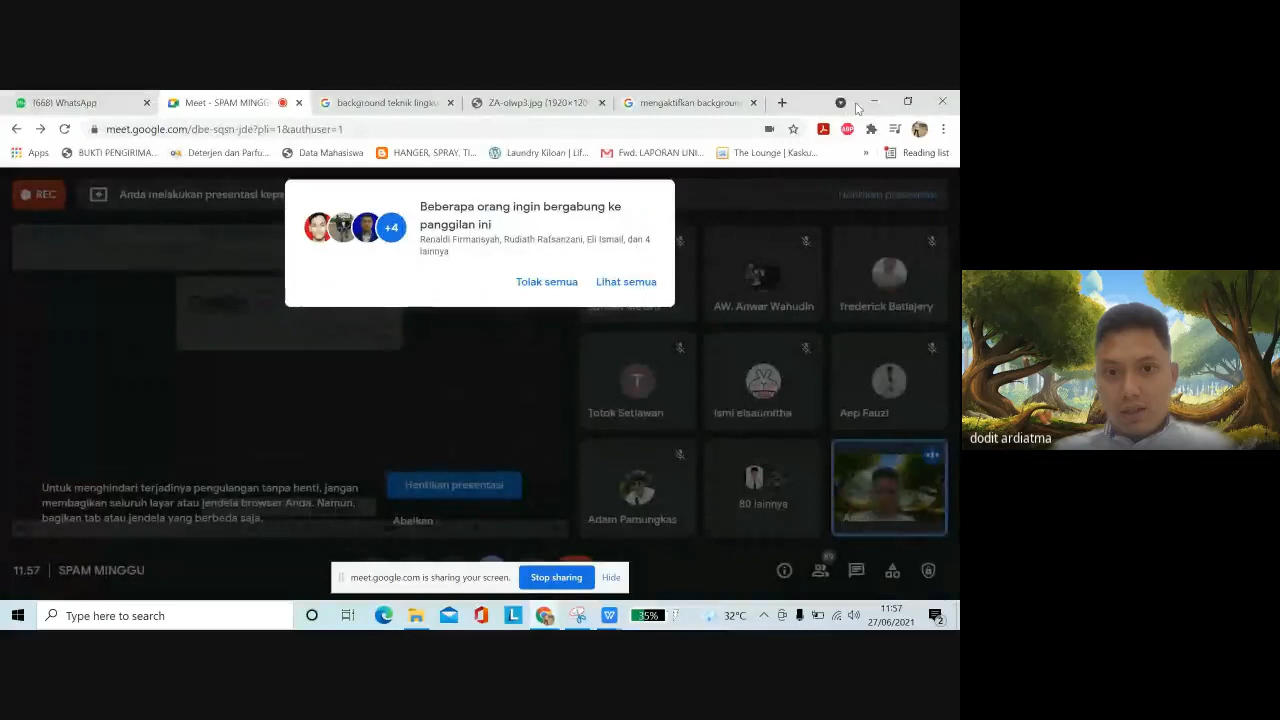 (668) WhatsApp
Meet - SPAM MINGG
background teknik lingku
ZA-olwp3.jpg (1920×120
mengaktifkan background
meet.google.com/dbe-sqsn-jde?pli=1&authuser=1
Apps
BUKTI PENGIRIMA...
Deterjen dan Parfu...
Data Mahasiswa
HANGER, SPRAY, TI...
Laundry Kiloan | Lif...
Fwd. LAPORAN UNI...
The Lounge | Kasku...
»
Reading list
ABP
REC
Anda melakukan presentasi kepa
Hentikan presentasi
Beberapa orang ingin bergabung ke
panggilan ini
+4
Renaldi Firmansyah, Rudiath Rafsanzani, Eli Ismail, dan 4
lainnya
Tolak semua
Lihat semua
AW. Anwar Wahudin
frederick Batlajery
T
Totok Setiawan
Ismi elsaumitha
Aep Fauzi
Adam Pamungkas
80 lainnya
Untuk menghindari terjadinya pengulangan tanpa henti, jangan
membagikan seluruh layar atau jendela browser Anda. Namun,
bagikan tab atau jendela yang berbeda saja.
Hentikan presentasi
Abaikan
dodit ardiatma
11.57
SPAM MINGGU
89
meet.google.com is sharing your screen.
Stop sharing
Hide
Type here to search
35%
32°C
11:57
27/06/2021
2